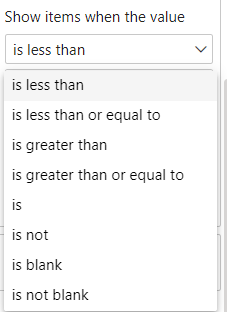 Show items when the value
is less than
is less than
is less than or equal to
is greater than
is greater than or equal to
is
is not
is blank
is not blank